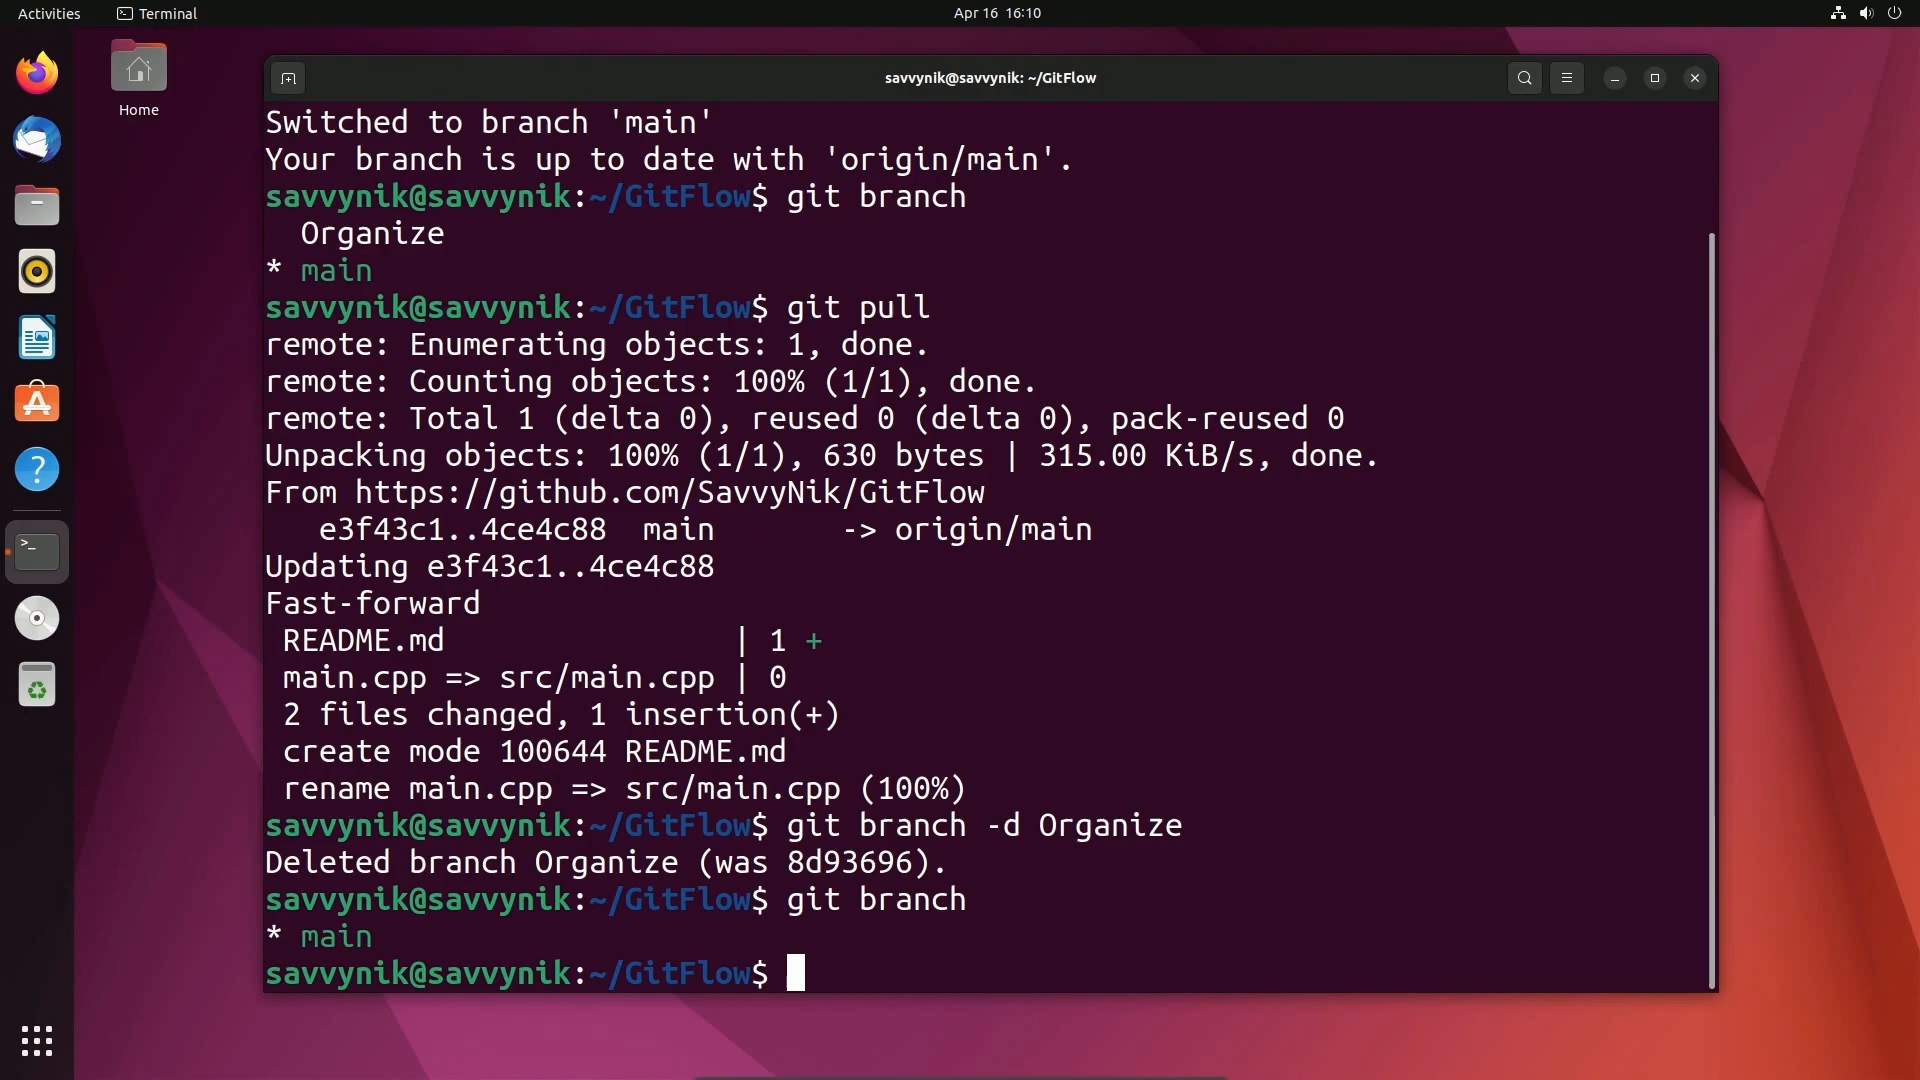 Activities
Terminal
Apr 16 16:10
Home
savvynik@savvynik: ~/GitFlow
Switched to branch 'main'
Your branch is up to date with 'origin/main'.
savvynik@savvynik:~/GitFlow$ git branch
  Organize
* main
savvynik@savvynik:~/GitFlow$ git pull
remote: Enumerating objects: 1, done.
remote: Counting objects: 100% (1/1), done.
remote: Total 1 (delta 0), reused 0 (delta 0), pack-reused 0
Unpacking objects: 100% (1/1), 630 bytes | 315.00 KiB/s, done.
From https://github.com/SavvyNik/GitFlow
   e3f43c1..4ce4c88  main       -> origin/main
Updating e3f43c1..4ce4c88
Fast-forward
 README.md                | 1 +
 main.cpp => src/main.cpp | 0
 2 files changed, 1 insertion(+)
 create mode 100644 README.md
 rename main.cpp => src/main.cpp (100%)
savvynik@savvynik:~/GitFlow$ git branch -d Organize
Deleted branch Organize (was 8d93696).
savvynik@savvynik:~/GitFlow$ git branch
* main
savvynik@savvynik:~/GitFlow$